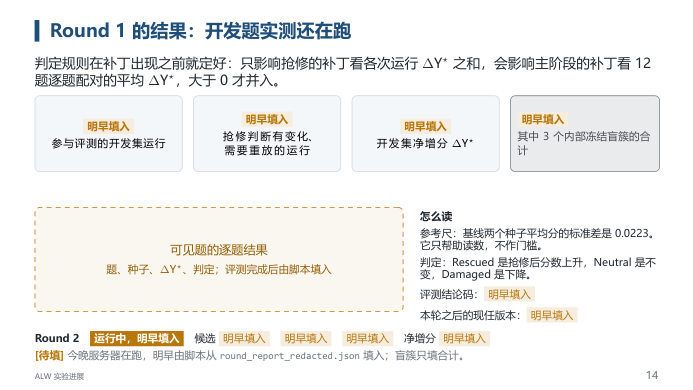 Round 1 的结果：开发题实测还在跑
判定规则在补丁出现之前就定好：只影响抢修的补丁看各次运行 ΔY* 之和，会影响主阶段的补丁看 12
题逐题配对的平均 ΔY*，大于 0 才并入。
明早填入
参与评测的开发集运行
明早填入
抢修判断有变化、
需要重放的运行
明早填入
开发集净增分 ΔY*
明早填入
其中 3 个内部冻结盲簇的合
计
可见题的逐题结果
题、种子、ΔY*、判定；评测完成后由脚本填入
怎么读
参考尺：基线两个种子平均分的标准差是 0.0223。
它只帮助读数，不作门槛。
判定：Rescued 是抢修后分数上升，Neutral 是不
变，Damaged 是下降。
评测结论码： 明早填入
本轮之后的现任版本： 明早填入
Round 2 运行中，明早填入 候选 明早填入 明早填入 明早填入 净增分 明早填入
[待填] 今晚服务器在跑，明早由脚本从 round_report_redacted.json 填入；盲簇只填合计。
ALW 实验进展
14